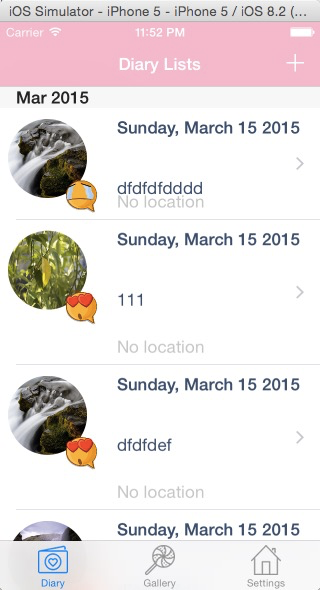 iOS Simulator - iPhone 5 - iPhone 5 / iOS 8.2 (...
Carrier 11:52 PM
Diary Lists +
Mar 2015
Sunday, March 15 2015
dfdfdfdddd
No location
Sunday, March 15 2015
111
No location
Sunday, March 15 2015
dfdfdef
No location
Sunday, March 15 2015
Diary Gallery Settings